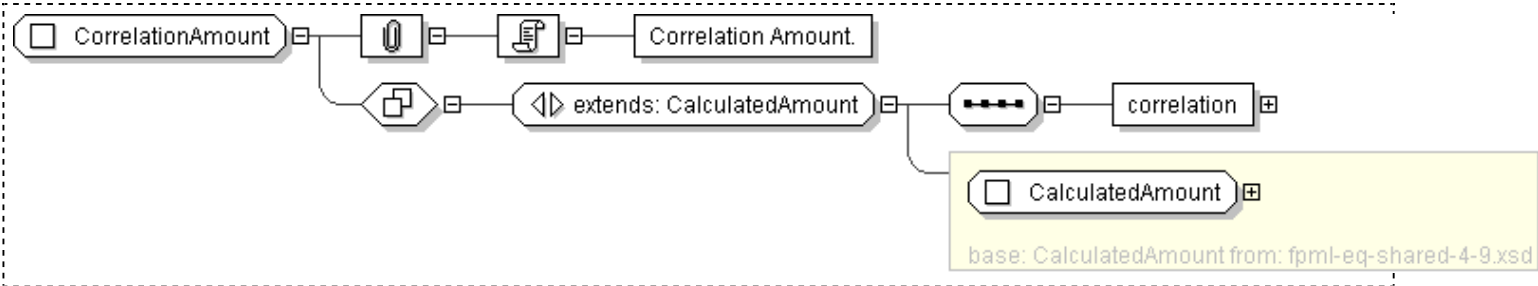 CorrelationAmount
Correlation Amount.
extends: CalculatedAmount
correlation
CalculatedAmount
base: CalculatedAmount from: fpml-eq-shared-4-9.xsd